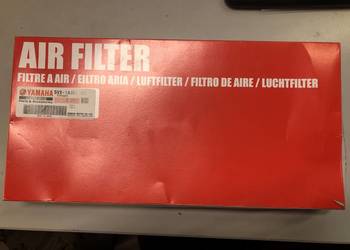 AIR FILTER
FILTRE A AIR / FILTRO ARIA / LUFTFILTER / FILTRO DE AIRE / LUCHTFILTER
YAMAHA